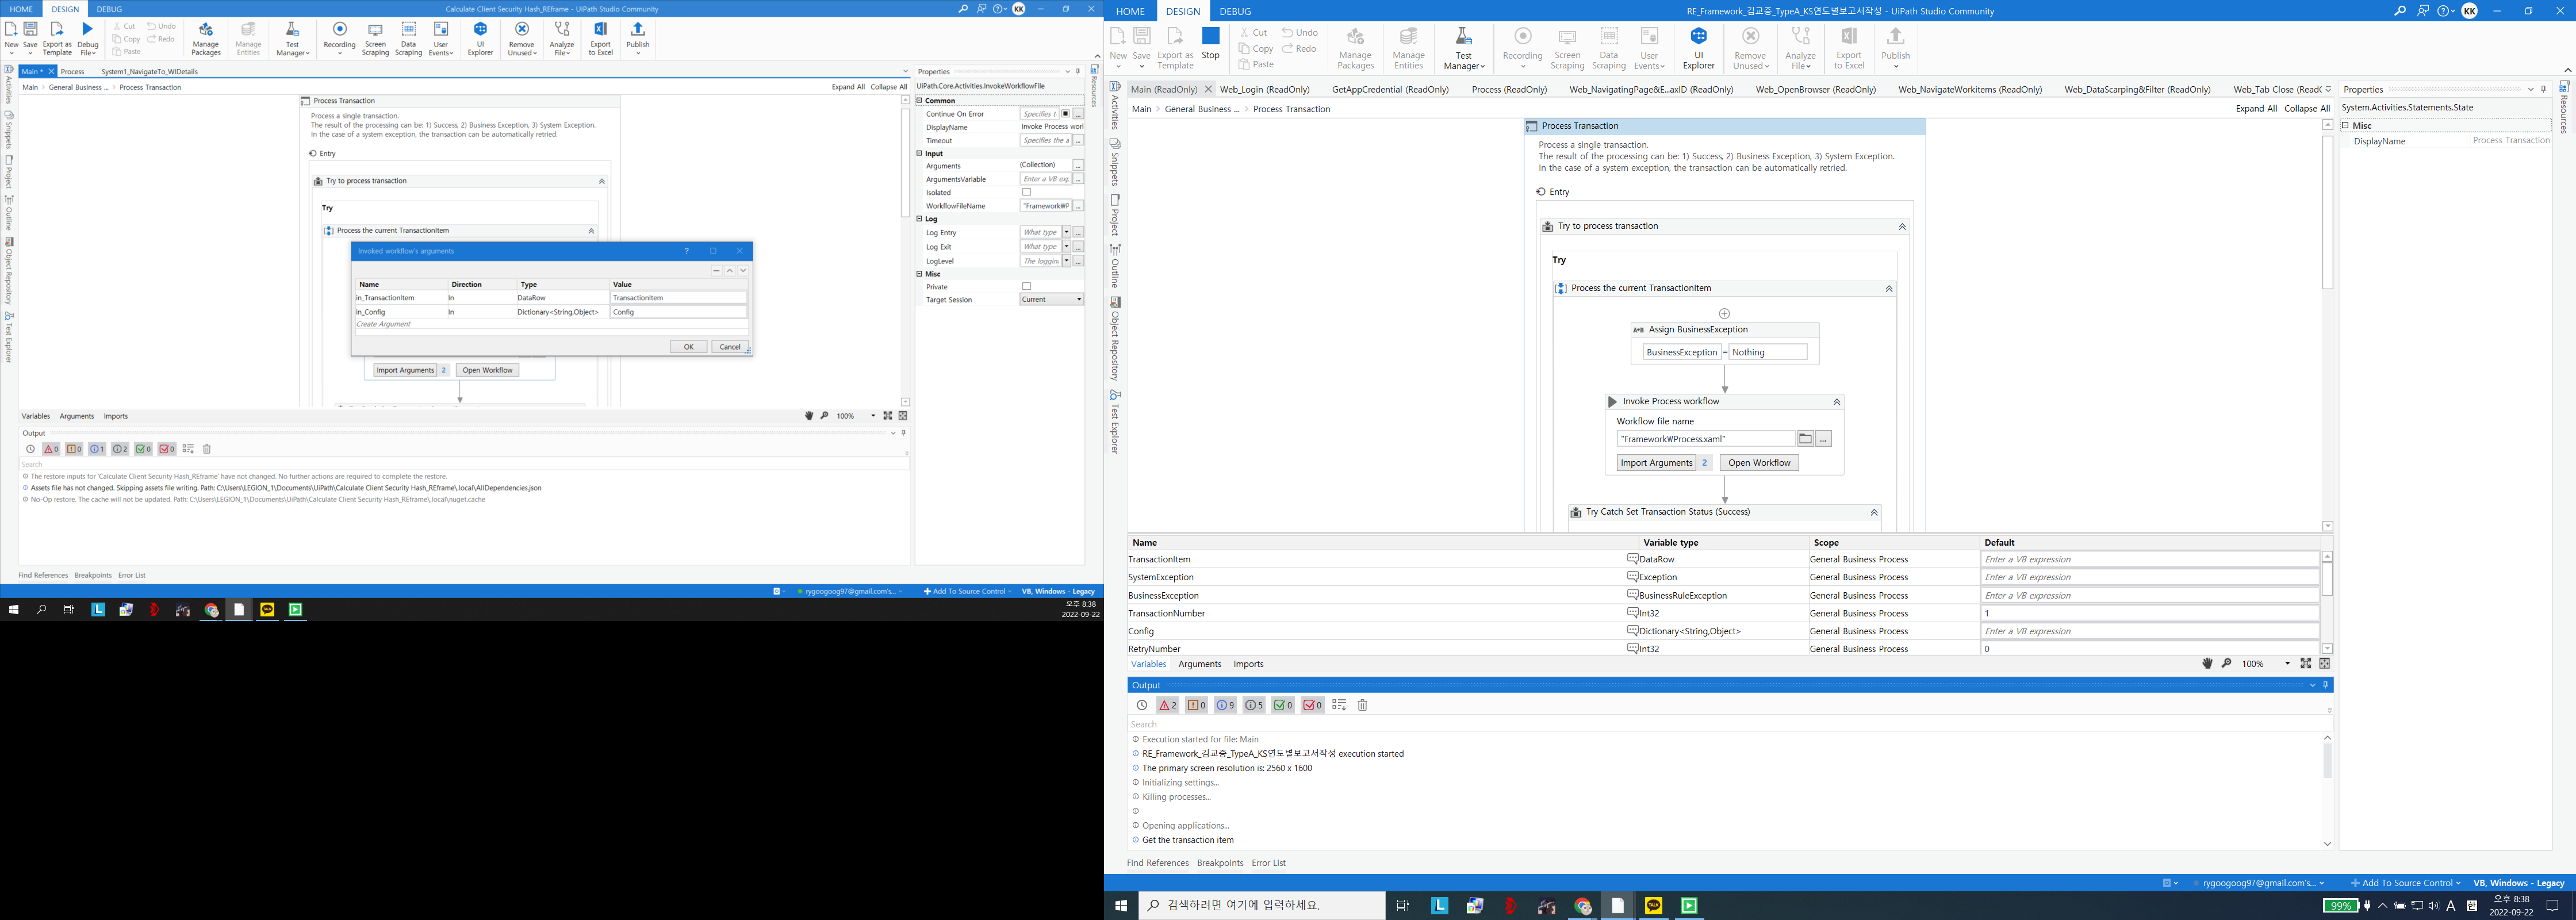 HOME DESIGN DEBUG
Calculate Client Security Hash_REframe - UiPath Studio Community
KK
New Save Export as Template Debug File
Cut Copy Paste Undo Redo
Manage Packages
Manage Entities
Test Manager
Recording
Screen Scraping
Data Scraping
User Events
UI Explorer
Remove Unused
Analyze File
Export to Excel
Publish
Main * Process System1_NavigateTo_WIDetails
Main > General Business ... > Process Transaction
Expand All Collapse All
Activities
Snippets
Project
Outline
Object Repository
Test Explorer
Process Transaction
Process a single transaction.
The result of the processing can be: 1) Success, 2) Business Exception, 3) System Exception.
In the case of a system exception, the transaction can be automatically retried.
Entry
Try to process transaction
Try
Process the current TransactionItem
Invoked workflow's arguments
Name Direction Type Value
in_TransactionItem In DataRow TransactionItem
in_Config In Dictionary<String,Object> Config
Create Argument
OK Cancel
Import Arguments 2 Open Workflow
Variables Arguments Imports
100%
Output
0 0 1 2 0 0
Search
The restore inputs for 'Calculate Client Security Hash_REframe' have not changed. No further actions are required to complete the restore.
Assets file has not changed. Skipping assets file writing. Path: C:\Users\LEGION_1\Documents\UiPath\Calculate Client Security Hash_REframe\.local\AllDependencies.json
No-Op restore. The cache will not be updated. Path: C:\Users\LEGION_1\Documents\UiPath\Calculate Client Security Hash_REframe\.local\nuget.cache
Find References Breakpoints Error List
Properties
UiPath.Core.Activities.InvokeWorkflowFile
Common
Continue On Error Specifies t ...
DisplayName Invoke Process worl
Timeout Specifies the a ...
Input
Arguments (Collection) ...
ArgumentsVariable Enter a VB exp ...
Isolated
WorkflowFileName "Framework₩P ...
Log
Log Entry What type ...
Log Exit What type ...
LogLevel The loggin ...
Misc
Private
Target Session Current
Resources
rygoogoog97@gmail.com's...
Add To Source Control
VB, Windows - Legacy
오후 8:38
2022-09-22
HOME DESIGN DEBUG
RE_Framework_김교중_TypeA_KS연도별보고서작성 - UiPath Studio Community
KK
New Save Export as Template Stop
Cut Copy Paste Undo Redo
Manage Packages
Manage Entities
Test Manager
Recording
Screen Scraping
Data Scraping
User Events
UI Explorer
Remove Unused
Analyze File
Export to Excel
Publish
Main (ReadOnly) Web_Login (ReadOnly) GetAppCredential (ReadOnly) Process (ReadOnly) Web_NavigatingPage&E...axID (ReadOnly) Web_OpenBrowser (ReadOnly) Web_NavigateWorkitems (ReadOnly) Web_DataScarping&Filter (ReadOnly) Web_Tab Close (ReadO
Main > General Business ... > Process Transaction
Expand All Collapse All
Activities
Snippets
Project
Outline
Object Repository
Test Explorer
Process Transaction
Process a single transaction.
The result of the processing can be: 1) Success, 2) Business Exception, 3) System Exception.
In the case of a system exception, the transaction can be automatically retried.
Entry
Try to process transaction
Try
Process the current TransactionItem
A*B Assign BusinessException
BusinessException = Nothing
Invoke Process workflow
Workflow file name
"Framework₩Process.xaml" ...
Import Arguments 2 Open Workflow
Try Catch Set Transaction Status (Success)
Name Variable type Scope Default
TransactionItem DataRow General Business Process Enter a VB expression
SystemException Exception General Business Process Enter a VB expression
BusinessException BusinessRuleException General Business Process Enter a VB expression
TransactionNumber Int32 General Business Process 1
Config Dictionary<String,Object> General Business Process Enter a VB expression
RetryNumber Int32 General Business Process 0
Variables Arguments Imports
100%
Output
2 0 9 5 0 0
Search
Execution started for file: Main
RE_Framework_김교중_TypeA_KS연도별보고서작성 execution started
The primary screen resolution is: 2560 x 1600
Initializing settings...
Killing processes...
Opening applications...
Get the transaction item
Find References Breakpoints Error List
Properties
System.Activities.Statements.State
Misc
DisplayName Process Transaction
Resources
rygoogoog97@gmail.com's...
Add To Source Control
VB, Windows - Legacy
검색하려면 여기에 입력하세요.
99%
A
오후 8:38
2022-09-22